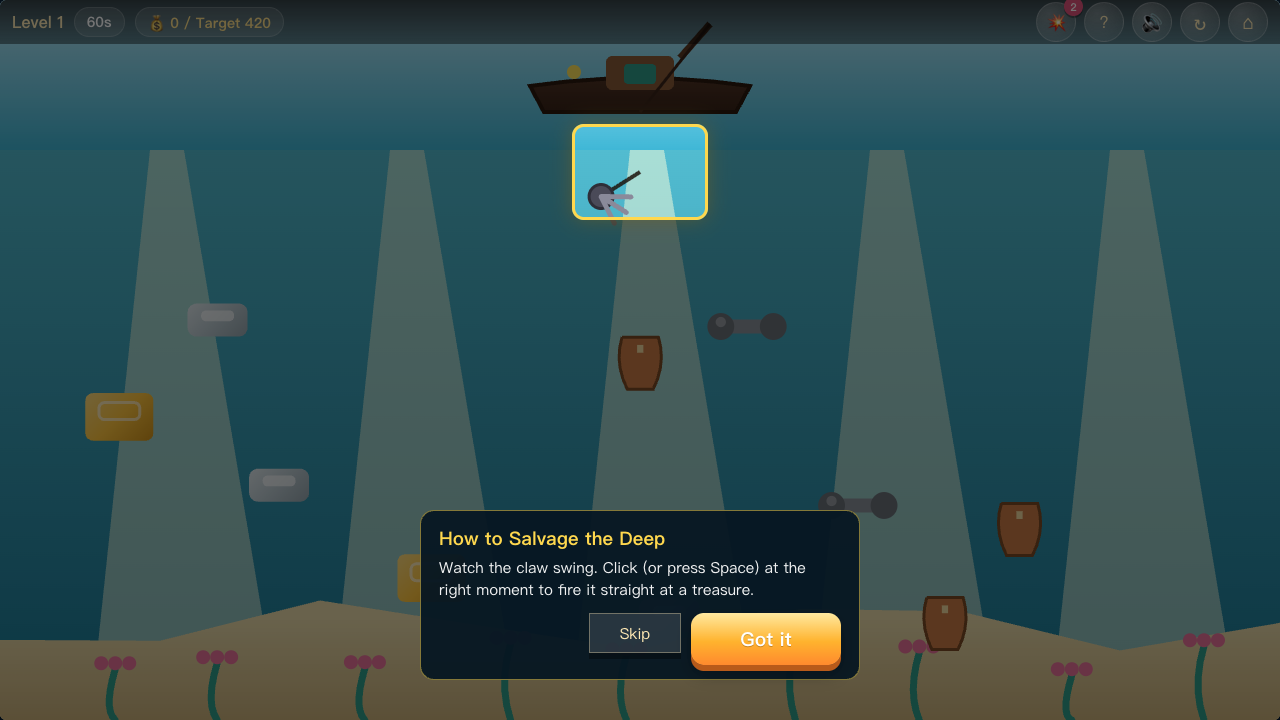 Level 1
60s
0 / Target 420
2
?
How to Salvage the Deep
Watch the claw swing. Click (or press Space) at the
right moment to fire it straight at a treasure.
Skip
Got it